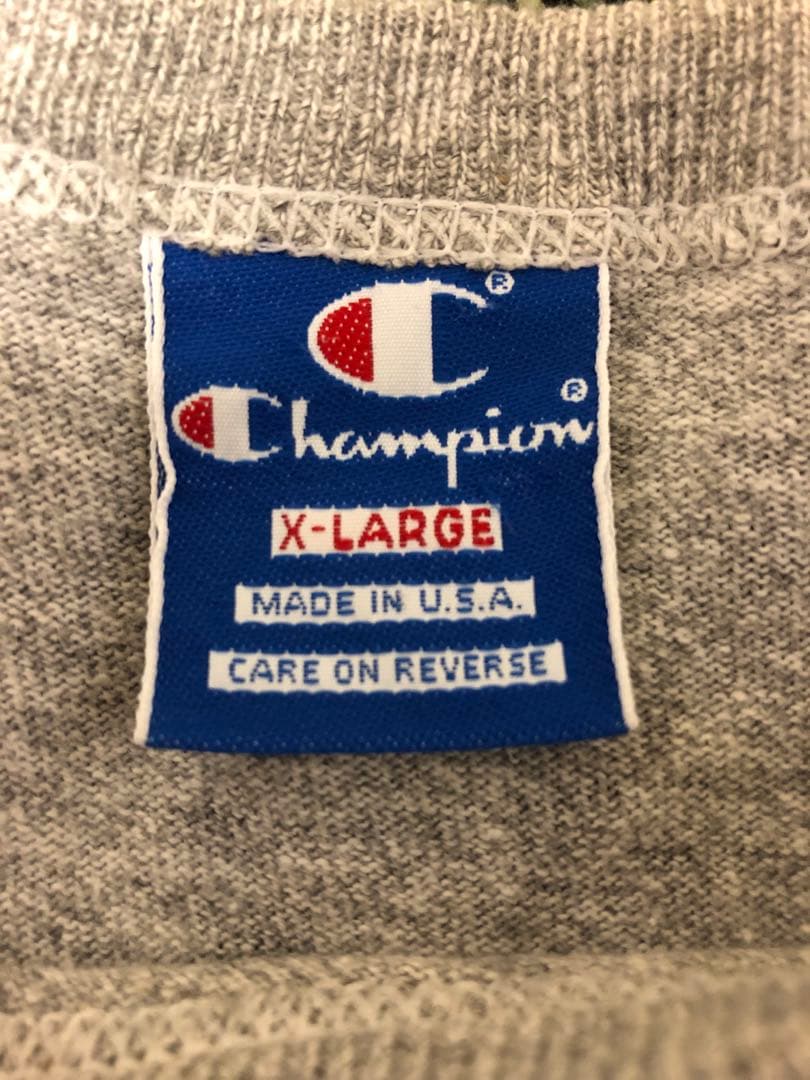 ®
Champion®
X-LARGE
MADE IN U.S.A.
CARE ON REVERSE